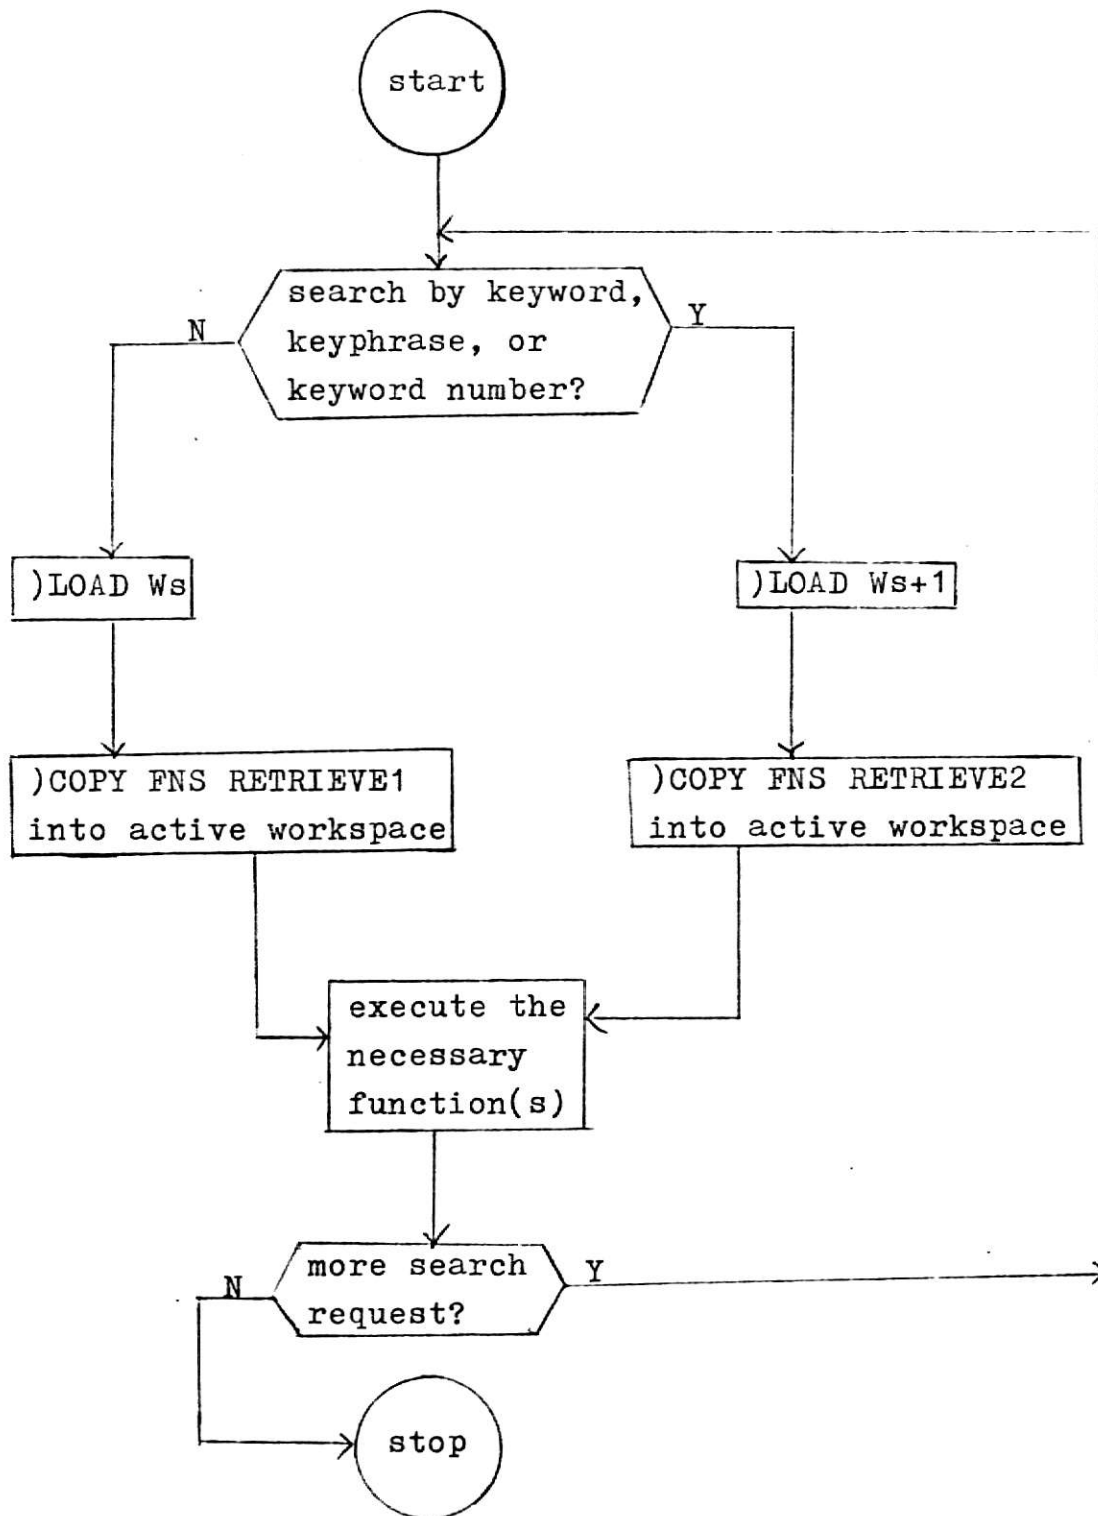 start
search by keyword,
N
Y
keyphrase, or
keyword number?
)LOAD Ws
)LOAD Ws+1
)COPY FNS RETRIEVE1
into active workspace
)COPY FNS RETRIEVE2
into active workspace
execute the
necessary
function(s)
more search
N
Y
request?
stop